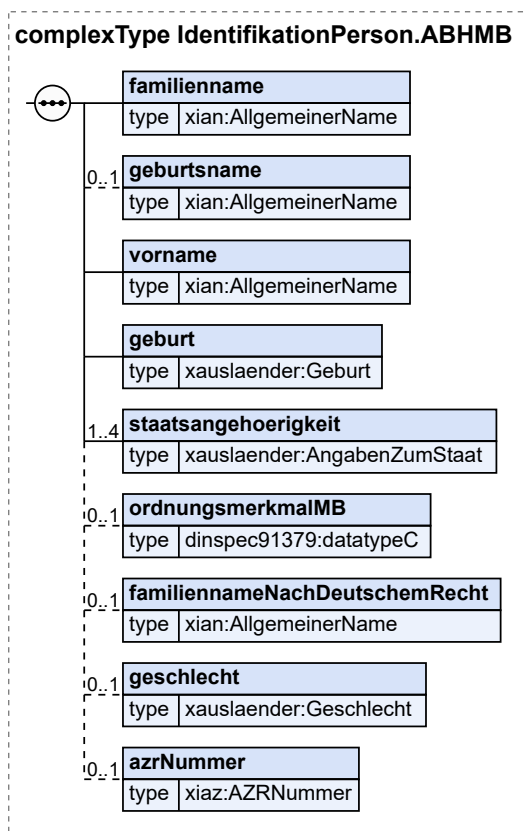 complexType IdentifikationPerson.ABHMB
familienname
type xian:AllgemeinerName
0..1 geburtsname
type xian:AllgemeinerName
vorname
type xian:AllgemeinerName
geburt
type xauslaender:Geburt
1..4 staatsangehoerigkeit
type xauslaender:AngabenZumStaat
0..1 ordnungsmerkmalMB
type dinspec91379:datatypeC
0..1 familiennameNachDeutschemRecht
type xian:AllgemeinerName
0..1 geschlecht
type xauslaender:Geschlecht
0..1 azrNummer
type xiaz:AZRNummer